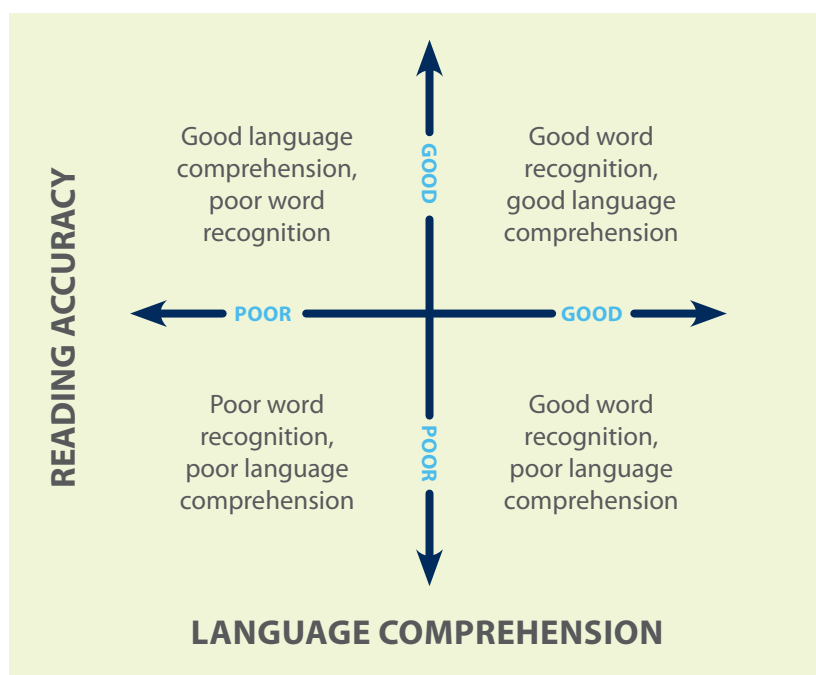 Good language
comprehension,
poor word
recognition
GOOD
Good word
recognition,
good language
comprehension
READING ACCURACY
POOR
GOOD
Poor word
recognition,
poor language
comprehension
POOR
Good word
recognition,
poor language
comprehension
LANGUAGE COMPREHENSION